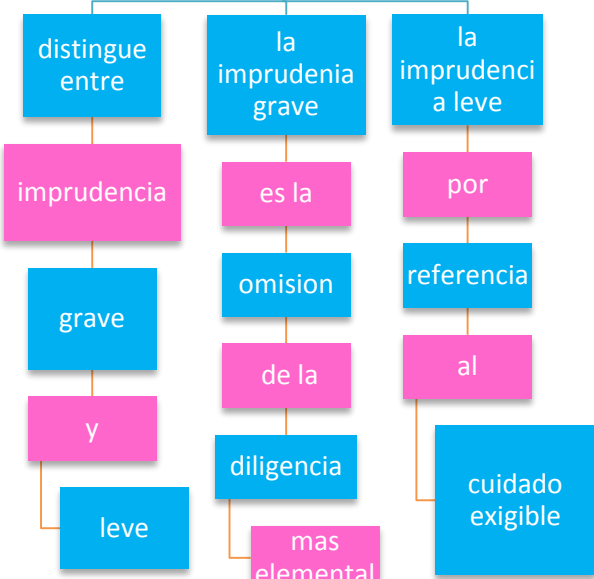 distingue
entre
imprudencia
grave
y
leve
la
imprudenia
grave
es la
omision
de la
diligencia
mas
elemental
la
imprudenci
a leve
por
referencia
al
cuidado
exigible